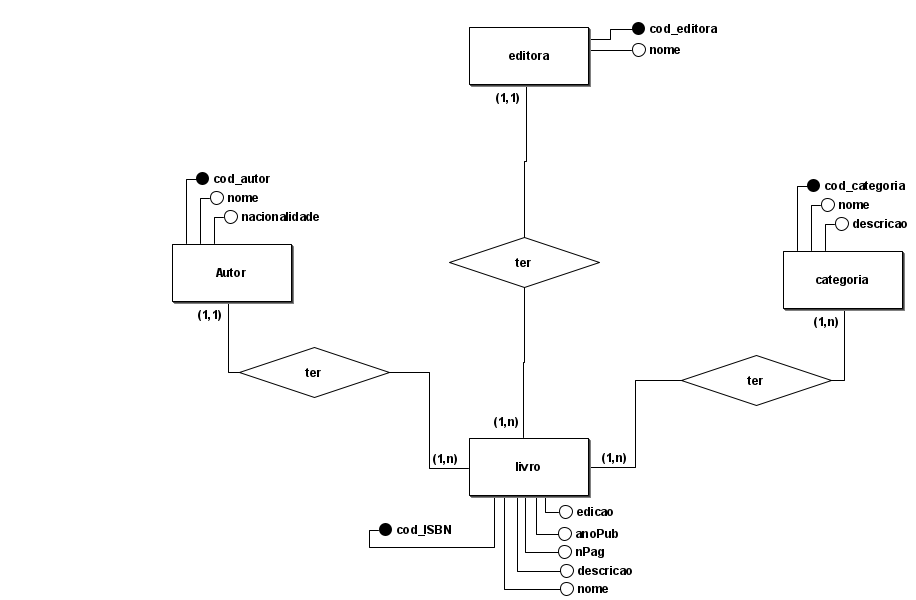 cod_editora
nome
editora
(1,1)
cod_autor
nome
nacionalidade
Autor
(1,1)
cod_categoria
nome
descricao
categoria
(1,n)
ter
ter
ter
(1,n)
(1,n)
(1,n)
livro
cod_ISBN
edicao
anoPub
nPag
descricao
nome